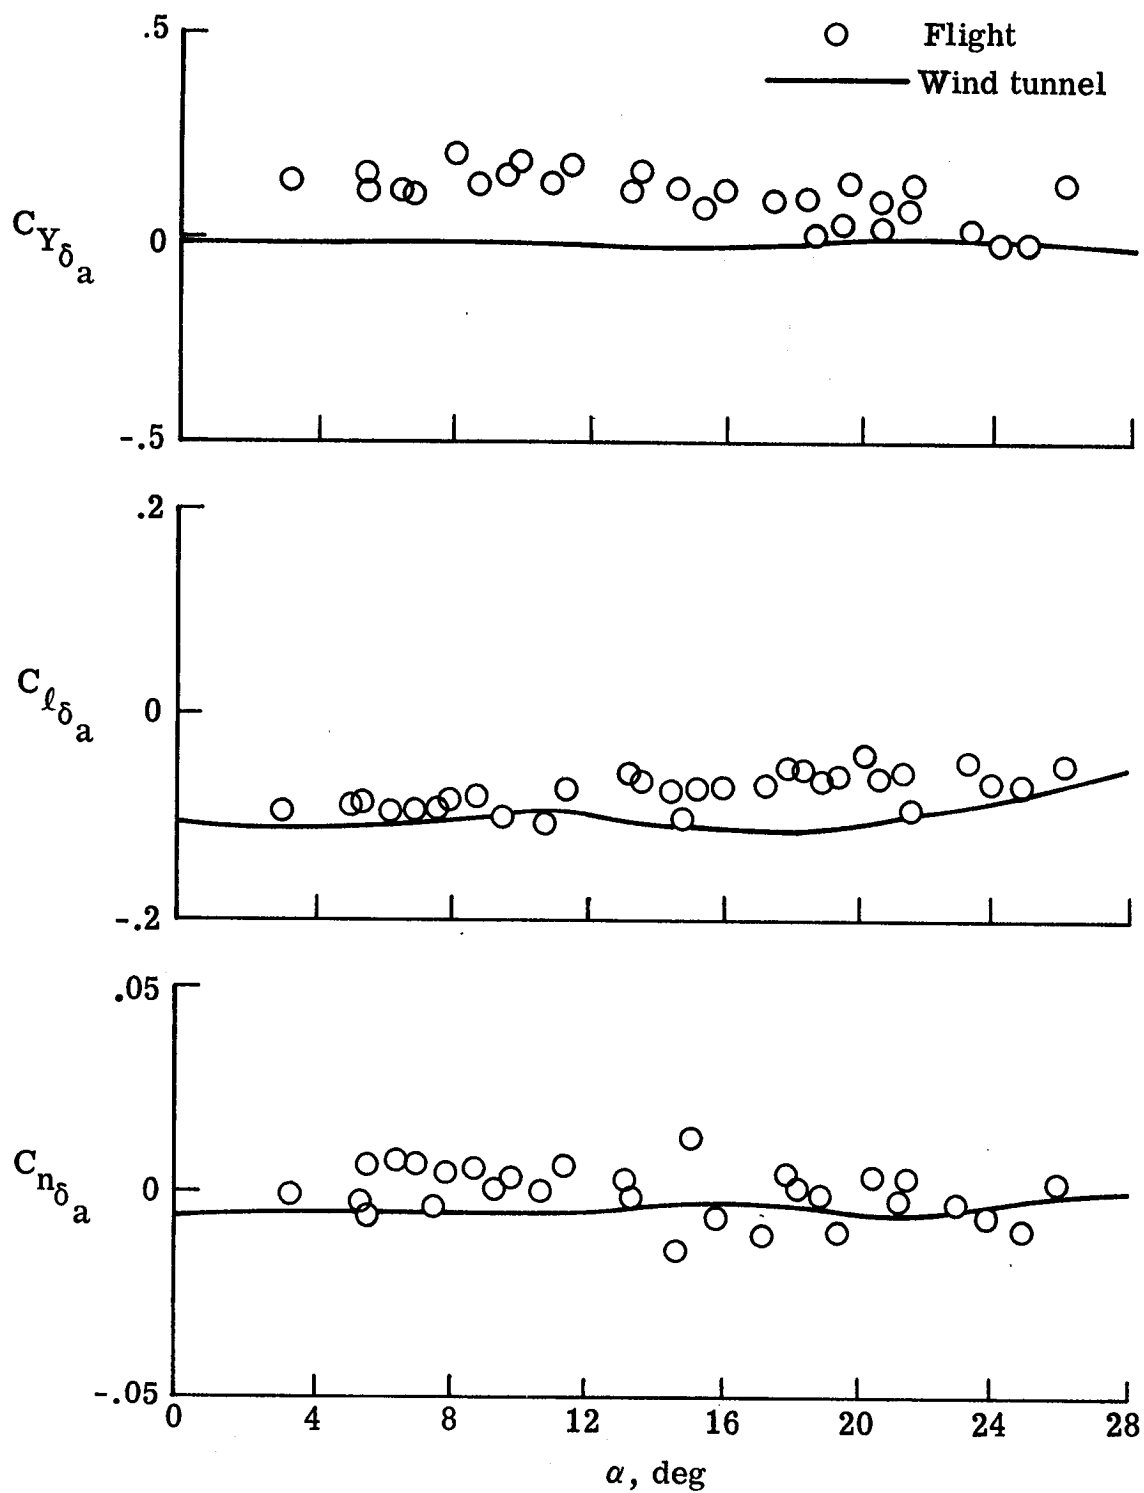 Flight
Wind tunnel
.5
C_{Y_{δ_a}}
0
-.5
.2
C_{ℓ_{δ_a}}
0
-.2
.05
C_{n_{δ_a}}
0
-.05
0 4 8 12 16 20 24 28
α, deg